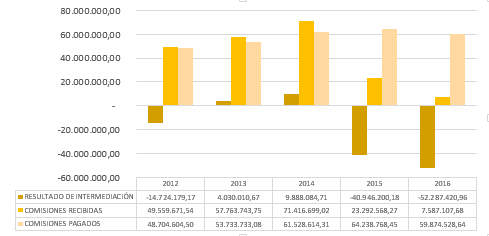 80.000.000,00
60.000.000,00
40.000.000,00
20.000.000,00
-
-20.000.000,00
-40.000.000,00
-60.000.000,00
2012 2013 2014 2015 2016
RESULTADO DE INTERMEDIACIÓN -14.724.179,17 4.030.010,67 9.888.084,71 -40.946.200,18 -52.287.420,96
COMISIONES RECIBIDAS 49.559.671,54 57.763.743,75 71.416.699,02 23.292.568,27 7.587.107,68
COMISIONES PAGADOS 48.704.604,50 53.733.733,08 61.528.614,31 64.238.768,45 59.874.528,64